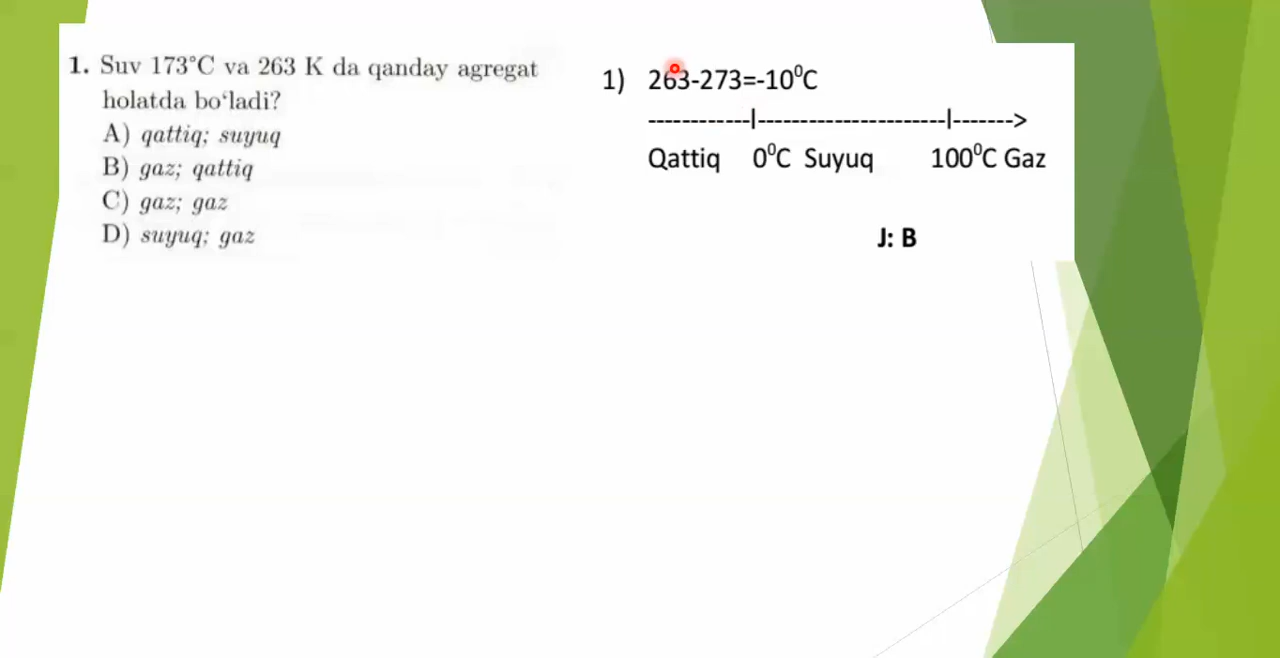 1. Suv 173°C va 263 K da qanday agregat
holatda bo‘ladi?
A) qattiq; suyuq
B) gaz; qattiq
C) gaz; gaz
D) suyuq; gaz
1) 263-273=-10⁰C
------------|----------------------|------->
Qattiq 0⁰C Suyuq 100⁰C Gaz
J: B